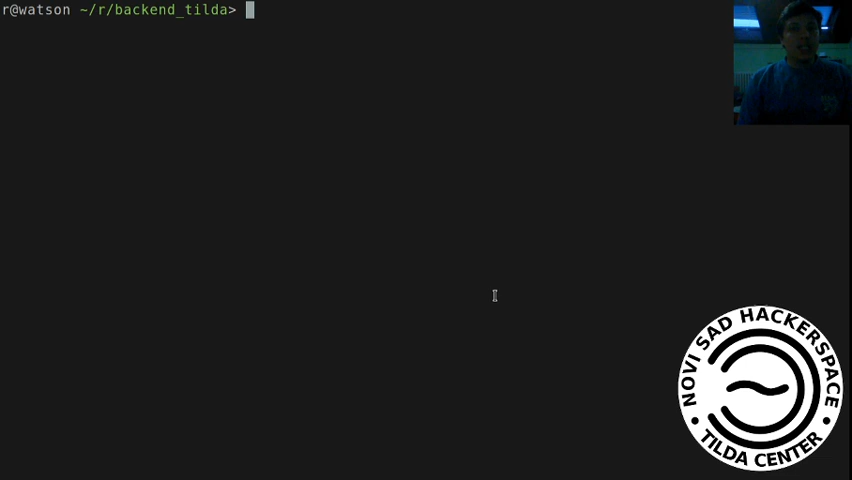 r@watson ~/r/backend_tilda>
NOVI SAD HACKERSPACE
• TILDA CENTER •